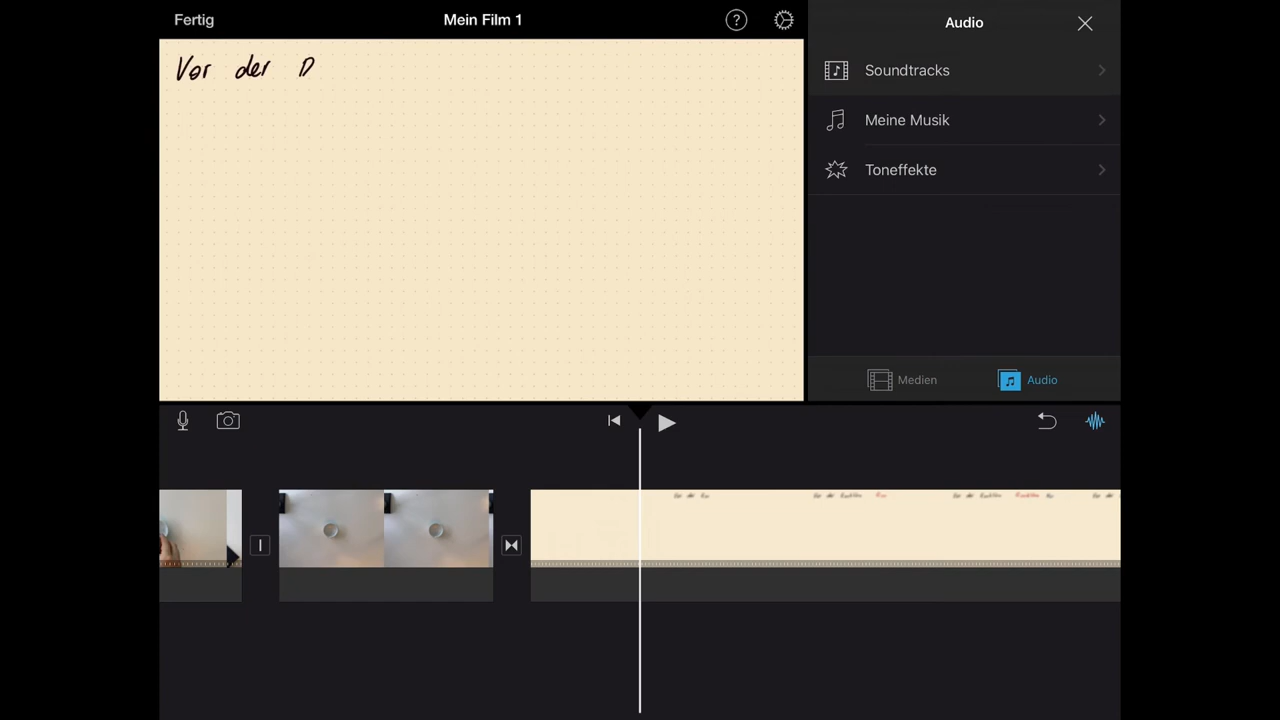 Fertig
Mein Film 1
?
Audio
Vor der D
Soundtracks
Meine Musik
Toneffekte
Medien
Audio